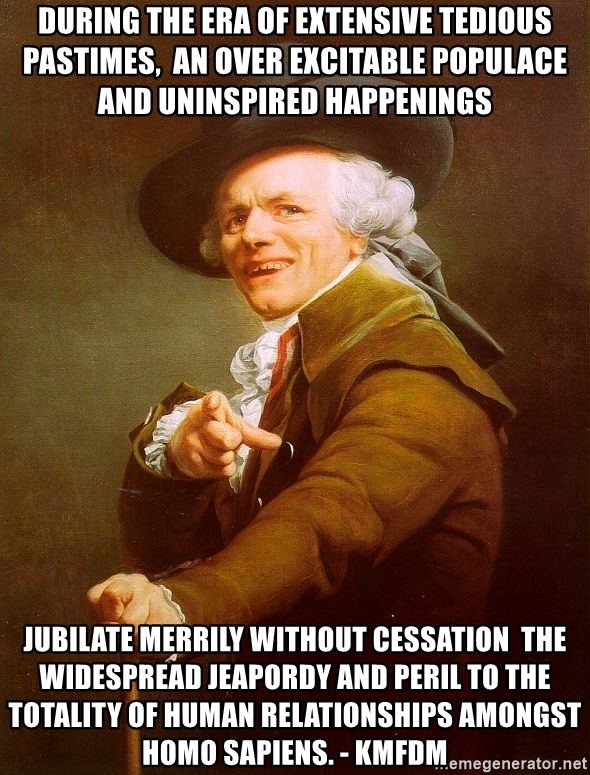 DURING THE ERA OF EXTENSIVE TEDIOUS
PASTIMES,  AN OVER EXCITABLE POPULACE
AND UNINSPIRED HAPPENINGS
JUBILATE MERRILY WITHOUT CESSATION  THE
WIDESPREAD JEAPORDY AND PERIL TO THE
TOTALITY OF HUMAN RELATIONSHIPS AMONGST
HOMO SAPIENS. - KMFDM
...emegenerator.net